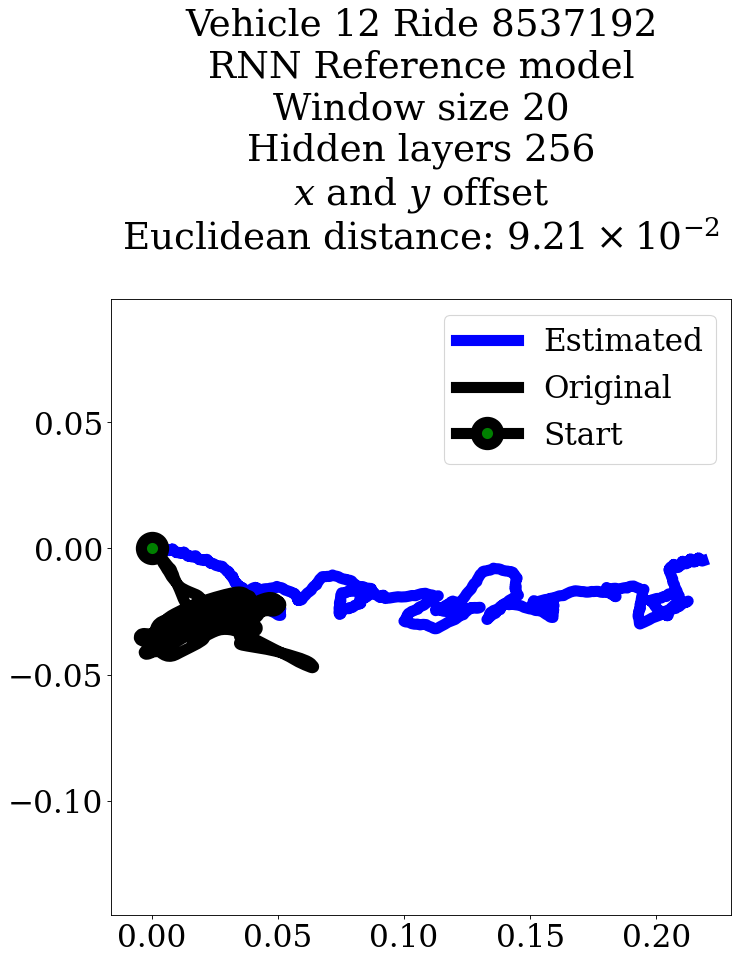 Vehicle 12 Ride 8537192
RNN Reference model
Window size 20
Hidden layers 256
x and y offset
Euclidean distance: 9.21 × 10⁻²
Estimated
Original
Start
0.05
0.00
−0.05
−0.10
0.00 0.05 0.10 0.15 0.20